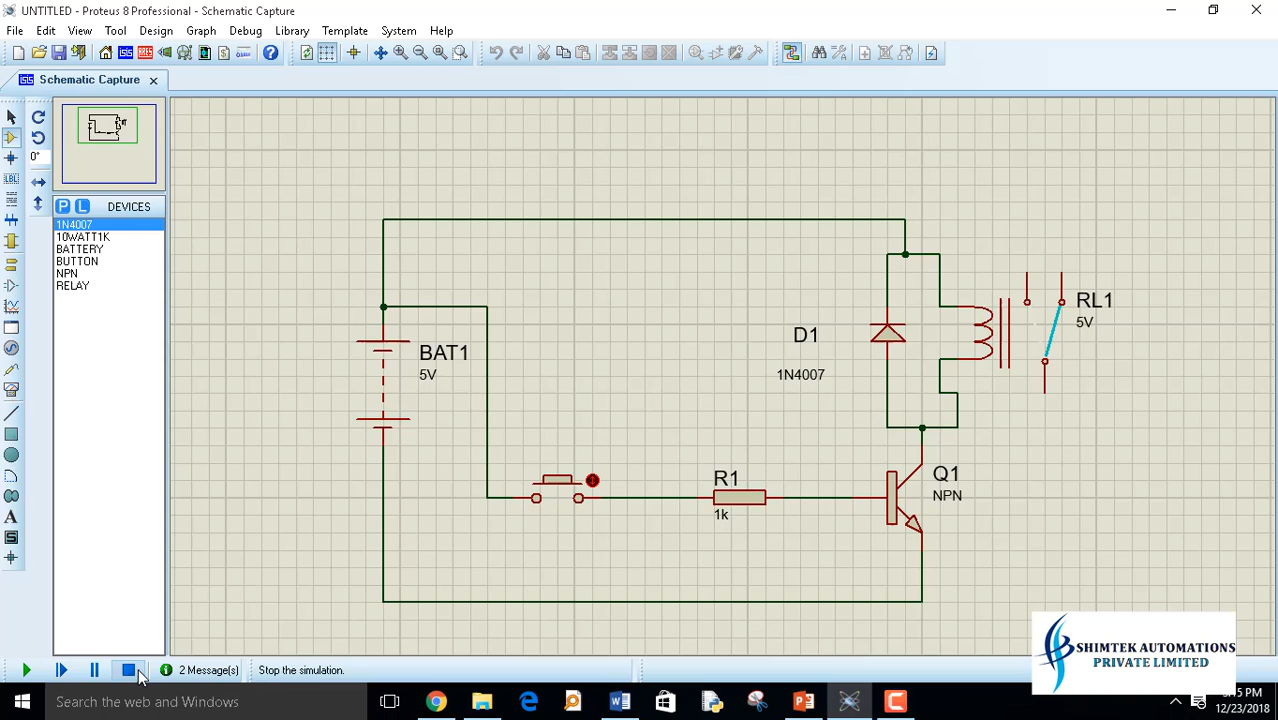 UNTITLED - Proteus 8 Professional - Schematic Capture
File Edit View Tool Design Graph Debug Library Template System Help
Schematic Capture
0°
P L DEVICES
1N4007
10WATT1K
BATTERY
BUTTON
NPN
RELAY
RL1
5V
D1
1N4007
BAT1
5V
R1
1k
Q1
NPN
SHIMTEK AUTOMATIONS
PRIVATE LIMITED
2 Message(s) Stop the simulation.
Search the web and Windows
12/23/2018